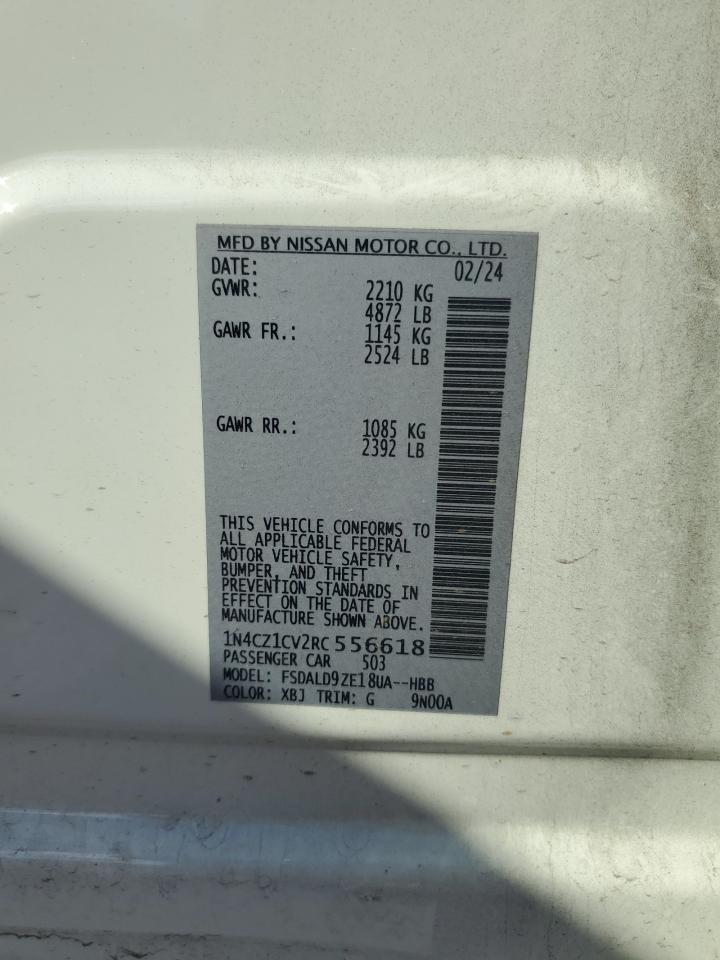 MFD BY NISSAN MOTOR CO., LTD.
DATE: 02/24
GVWR: 2210 KG
4872 LB
GAWR FR.: 1145 KG
2524 LB
GAWR RR.: 1085 KG
2392 LB
THIS VEHICLE CONFORMS TO
ALL APPLICABLE FEDERAL
MOTOR VEHICLE SAFETY,
BUMPER, AND THEFT
PREVENTION STANDARDS IN
EFFECT ON THE DATE OF
MANUFACTURE SHOWN ABOVE.
1N4CZ1CV2RC556618
PASSENGER CAR 503
MODEL: FSDALD9ZE18UA--HBB
COLOR: XBJ TRIM: G 9N00A